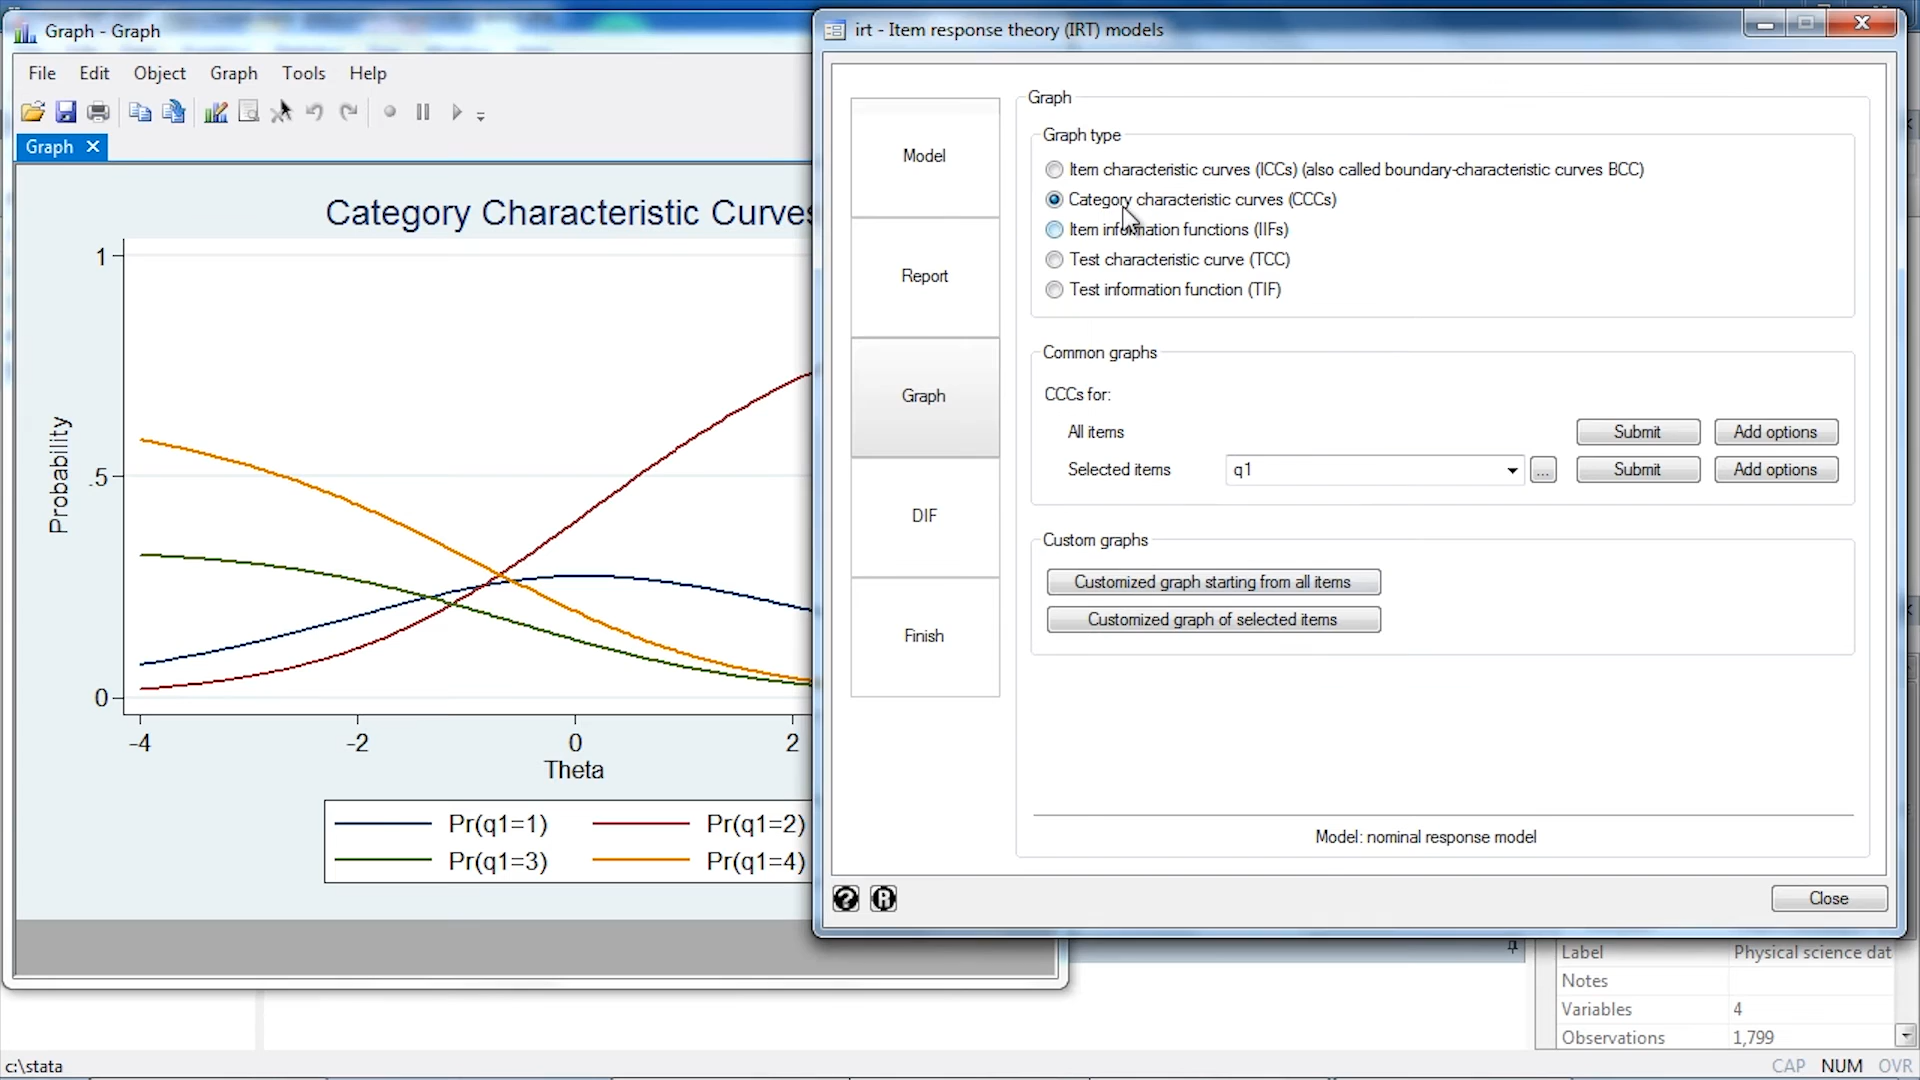 Graph - Graph
File Edit Object Graph Tools Help
Graph
Category Characteristic Curves
1
.5
0
Probability
-4 -2 0 2
Theta
Pr(q1=1) Pr(q1=2)
Pr(q1=3) Pr(q1=4)
irt - Item response theory (IRT) models
Model
Report
Graph
DIF
Finish
Graph
Graph type
Item characteristic curves (ICCs) (also called boundary-characteristic curves BCC)
Category characteristic curves (CCCs)
Item information functions (IIFs)
Test characteristic curve (TCC)
Test information function (TIF)
Common graphs
CCCs for:
All items Submit Add options
Selected items q1 ... Submit Add options
Custom graphs
Customized graph starting from all items
Customized graph of selected items
Model: nominal response model
? R Close
Label Physical science dat
Notes
Variables 4
Observations 1,799
c:\stata CAP NUM OVR